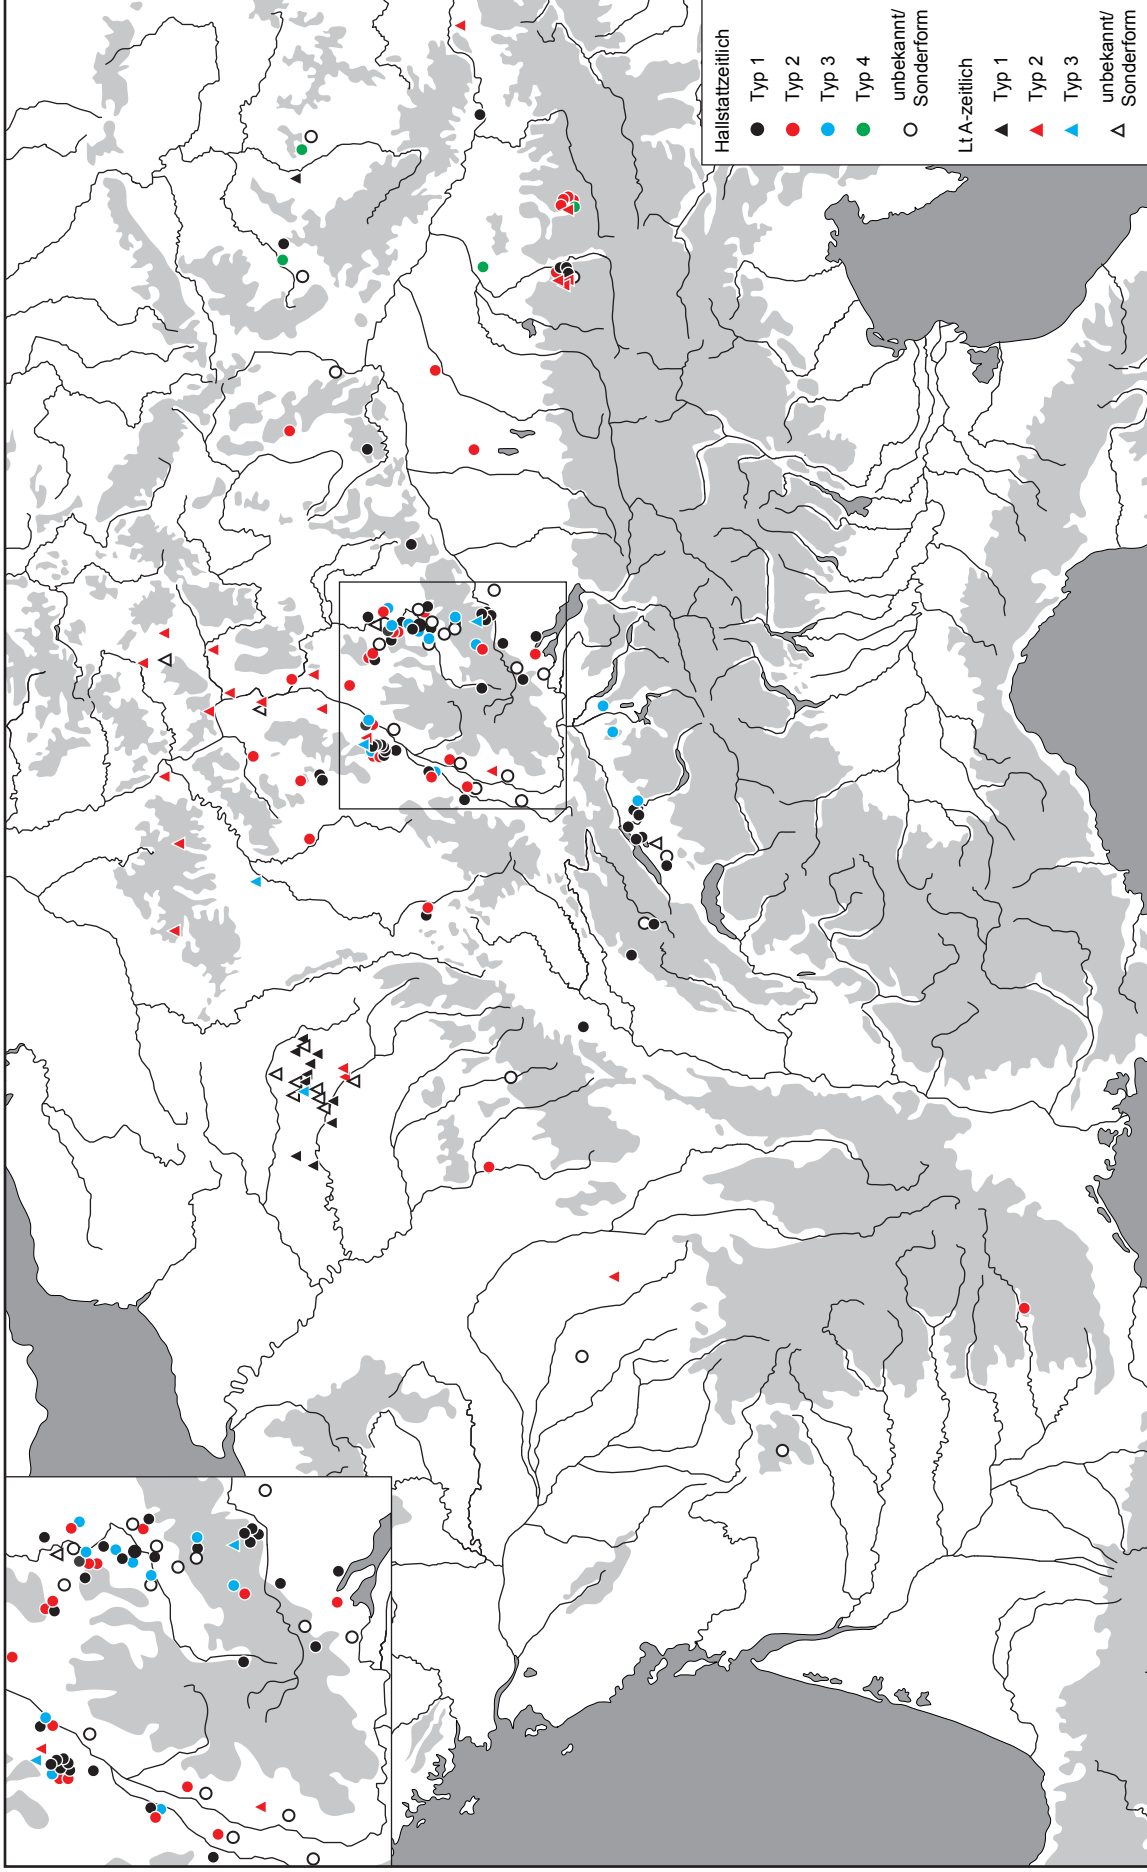 Hallstattzeitlich
Typ 1
Typ 2
Typ 3
Typ 4
unbekannt/
Sonderform
Lt A-zeitlich
Typ 1
Typ 2
Typ 3
unbekannt/
Sonderform